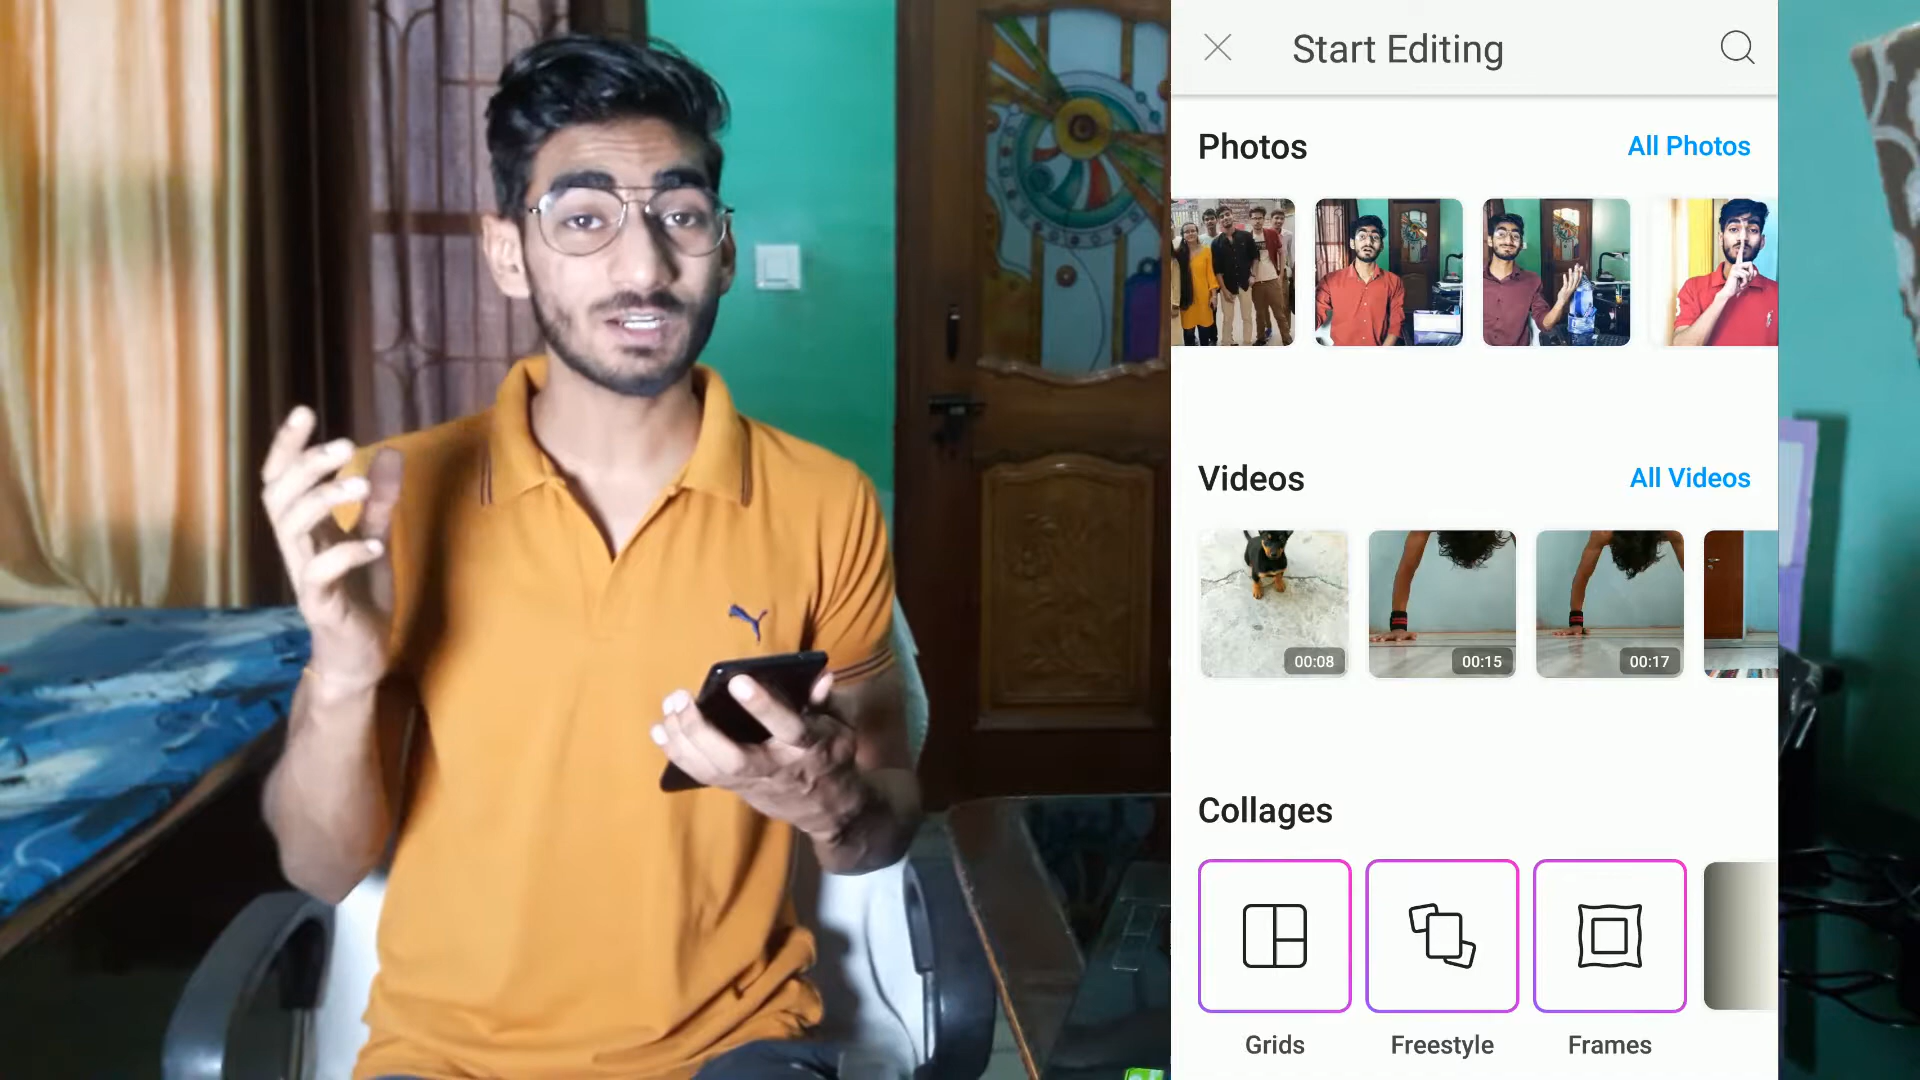 Start Editing
Photos
All Photos
Videos
All Videos
00:08
00:15
00:17
Collages
Grids
Freestyle
Frames